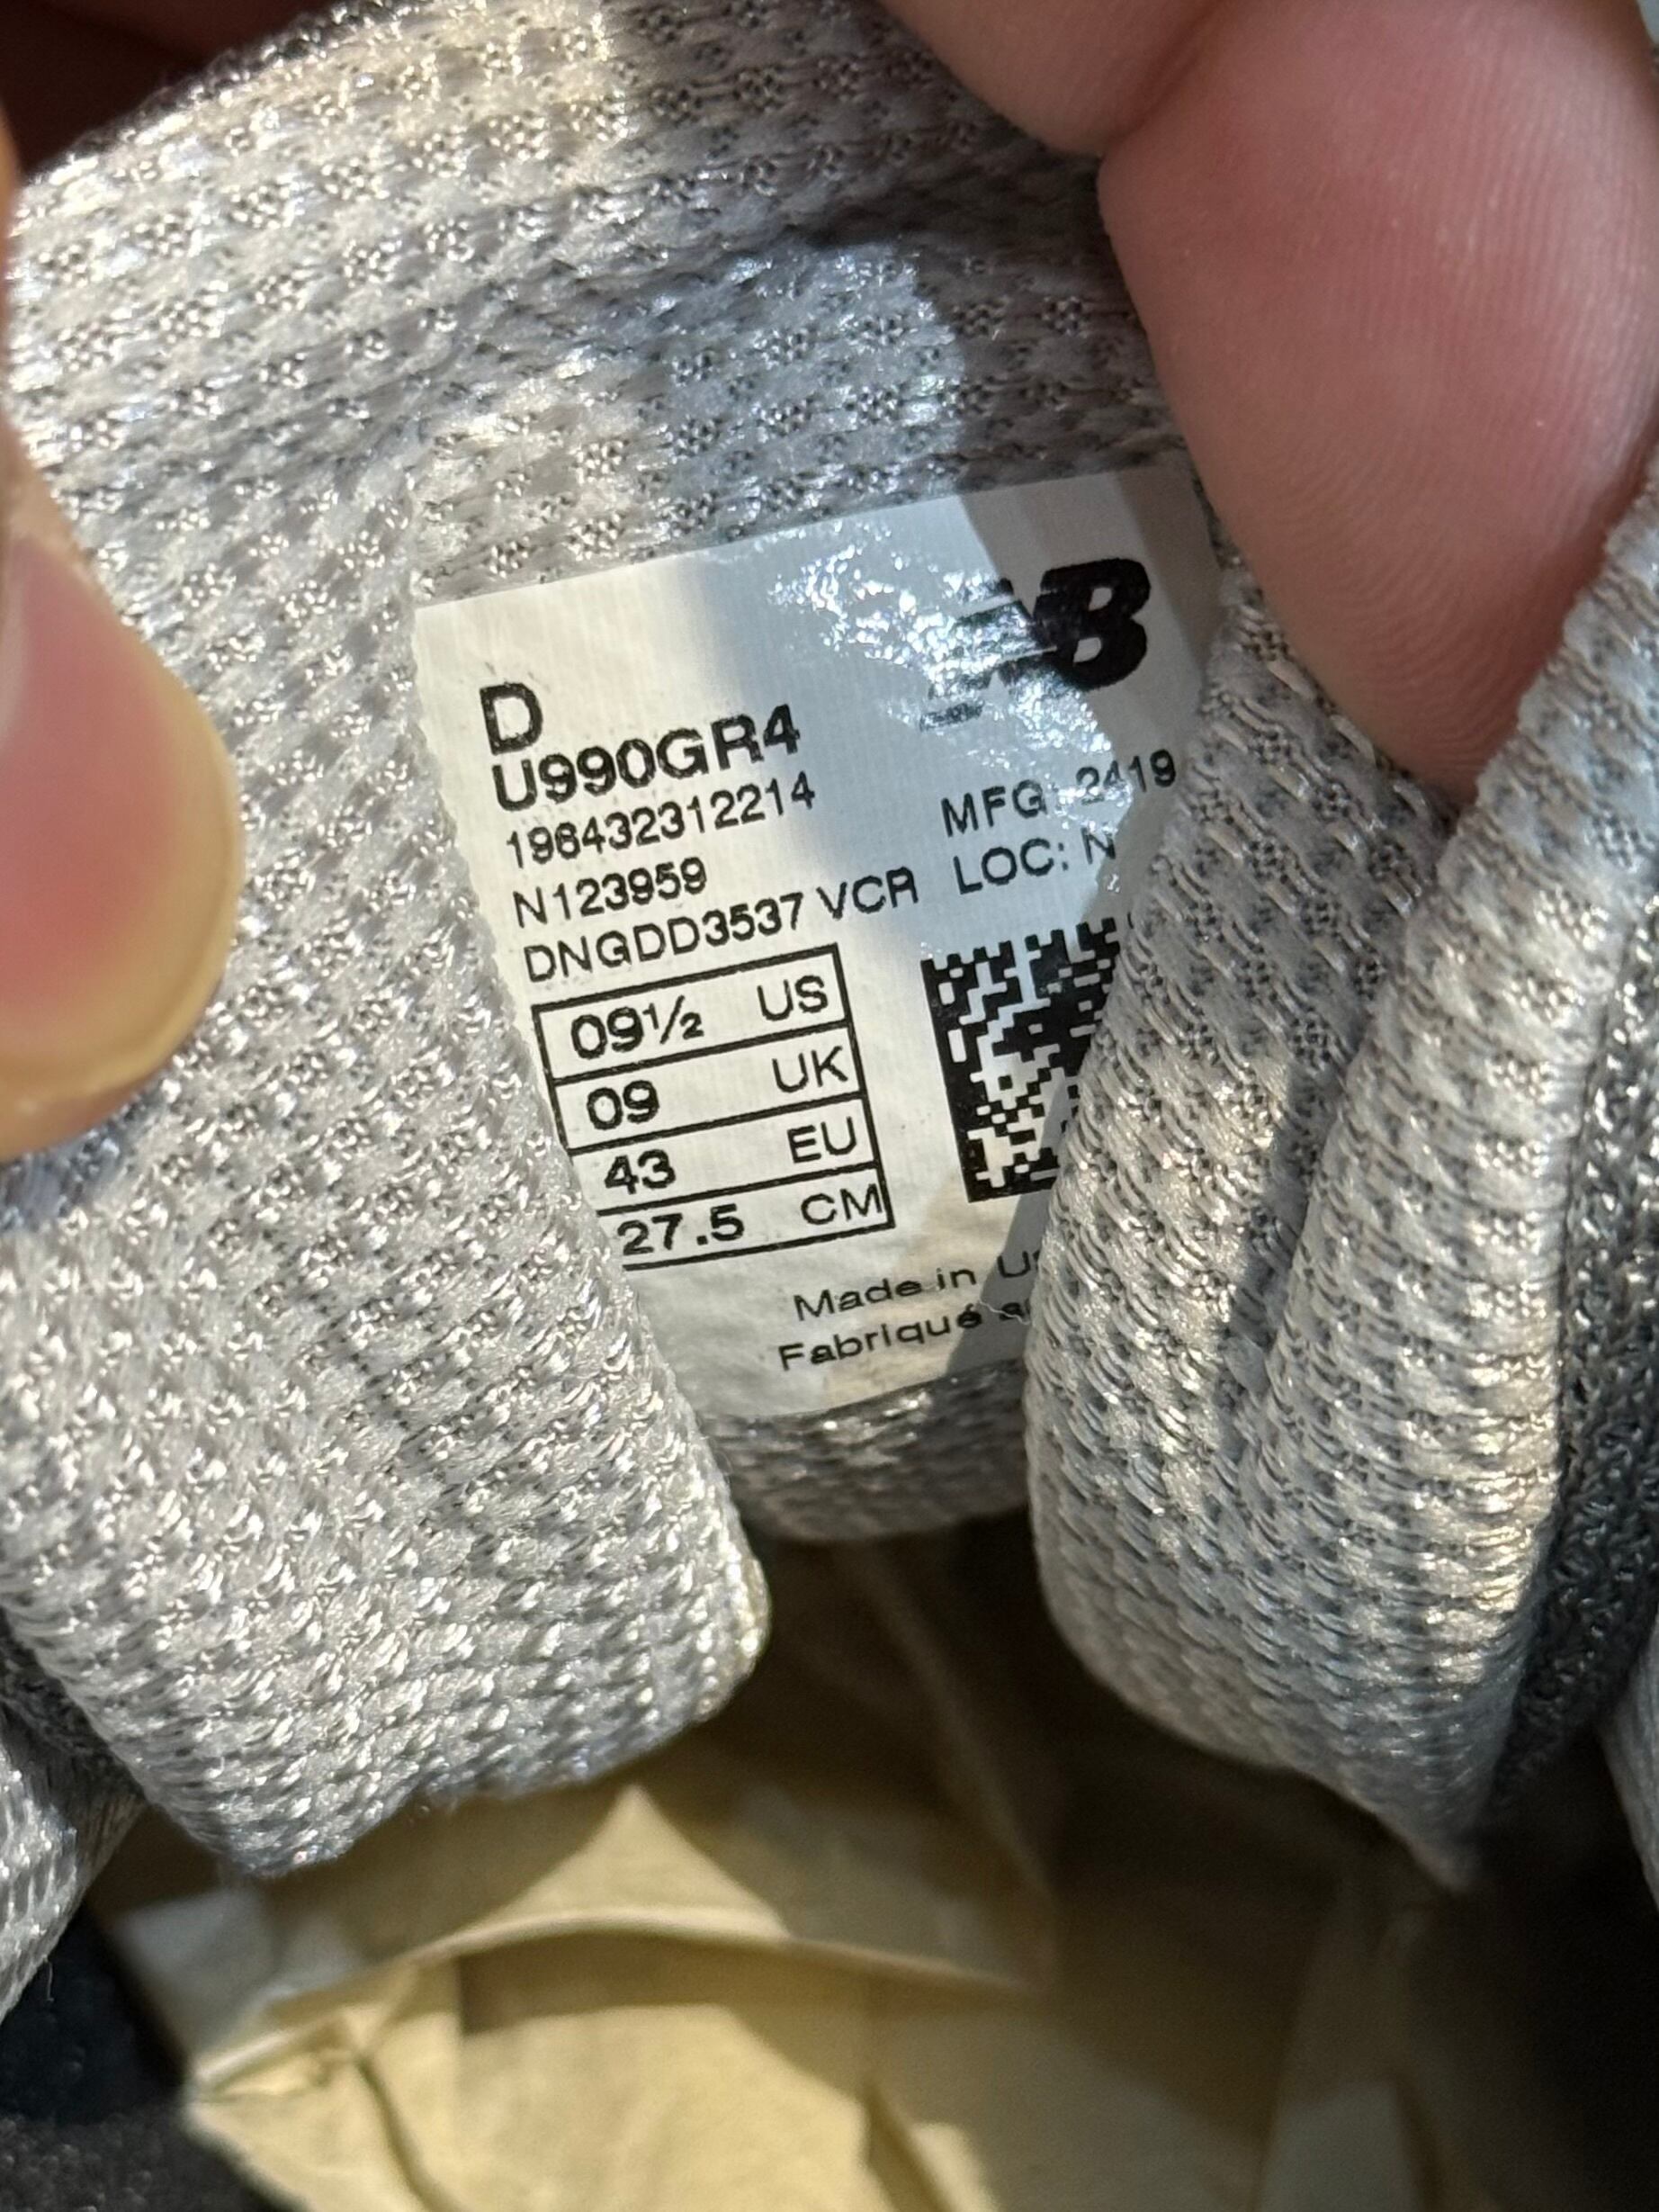 NB
D
U990GR4
196432312214
MFG: 2419
N123959
LOC: N
DNGDD3537 VCR
09½ US
09 UK
43 EU
27.5 CM
Made in
Fabriqué